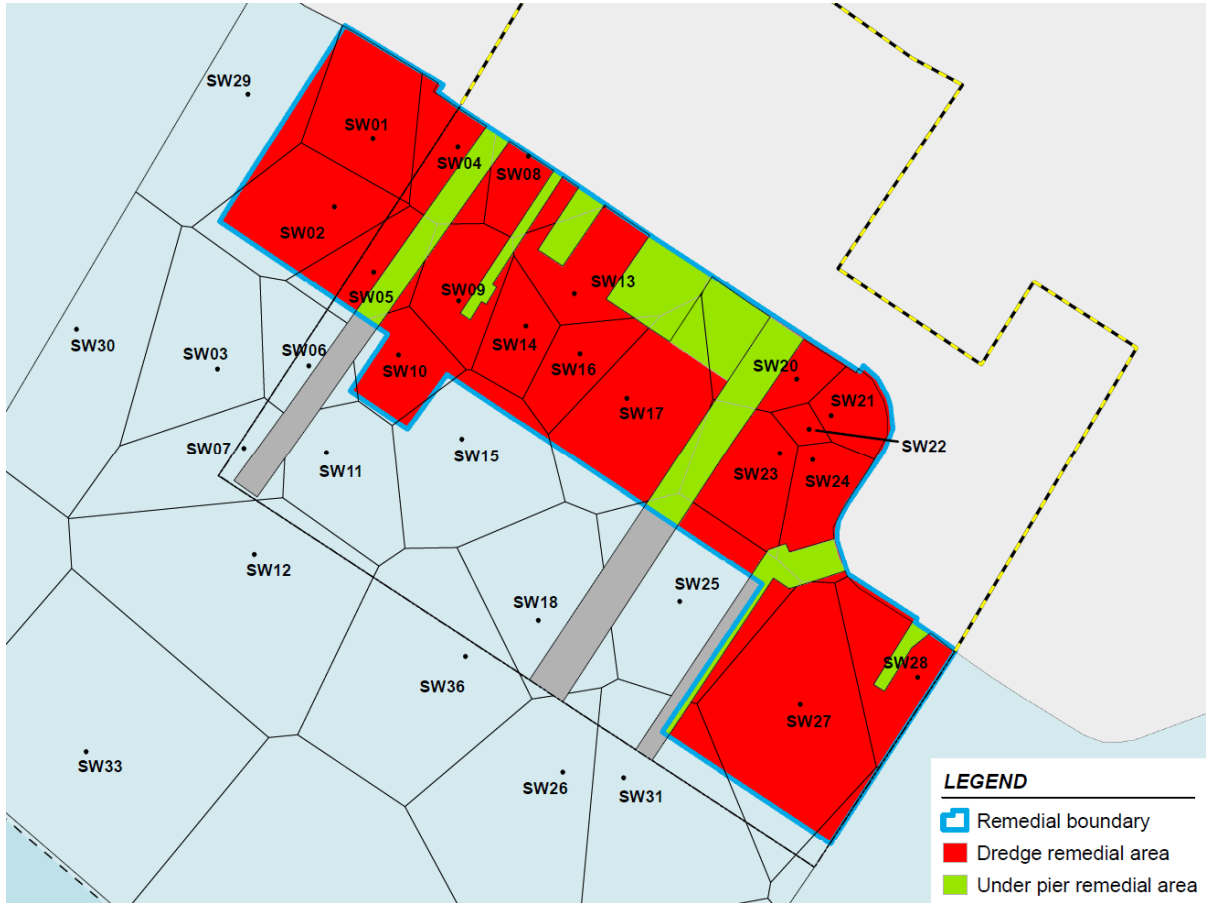 SW29
SW01
SW04
SW08
SW02
SW05
SW09
SW13
SW30
SW03
SW06
SW10
SW14
SW16
SW20
SW17
SW21
SW22
SW07
SW11
SW15
SW23
SW24
SW12
SW18
SW25
SW36
SW28
SW27
SW33
SW26
SW31
LEGEND
Remedial boundary
Dredge remedial area
Under pier remedial area